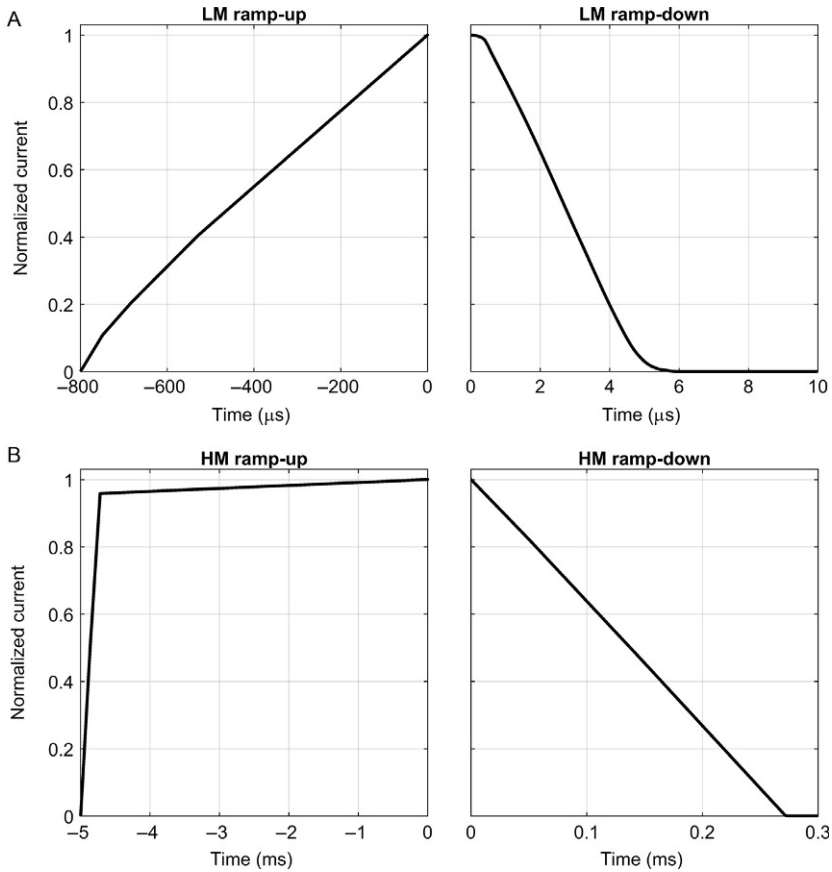 A
LM ramp-up
LM ramp-down
Normalized current
1
0.8
0.6
0.4
0.2
0
–800
–600
–400
–200
0
0
2
4
6
8
10
Time (μs)
Time (μs)
B
HM ramp-up
HM ramp-down
Normalized current
1
0.8
0.6
0.4
0.2
0
–5
–4
–3
–2
–1
0
0
0.1
0.2
0.3
Time (ms)
Time (ms)